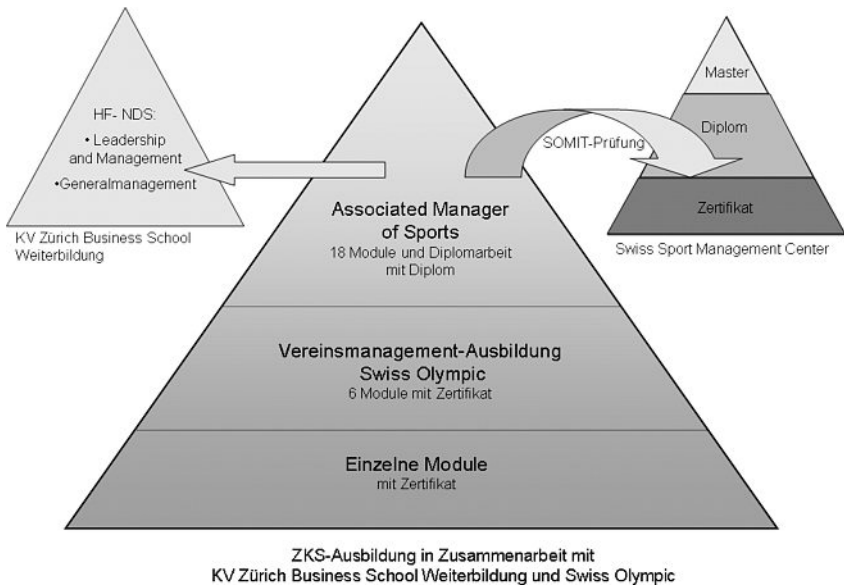 HF- NDS:
• Leadership
and Management
•Generalmanagement
KV Zürich Business School
Weiterbildung
Associated Manager
of Sports
18 Module und Diplomarbeit
mit Diplom
Vereinsmanagement-Ausbildung
Swiss Olympic
6 Module mit Zertifikat
Einzelne Module
mit Zertifikat
SOMIT-Prüfung
Master
Diplom
Zertifikat
Swiss Sport Management Center
ZKS-Ausbildung in Zusammenarbeit mit
KV Zürich Business School Weiterbildung und Swiss Olympic